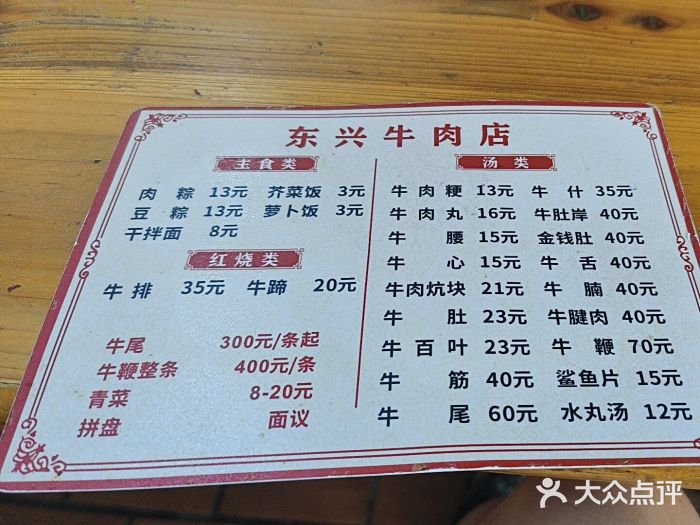 东兴牛肉店
主食类
肉粽 13元 芥菜饭 3元
豆粽 13元 萝卜饭 3元
干拌面 8元
红烧类
牛排 35元 牛蹄 20元
牛尾 300元/条起
牛鞭整条 400元/条
青菜 8-20元
拼盘 面议
汤类
牛肉粳 13元 牛什 35元
牛肉丸 16元 牛肚岸 40元
牛腰 15元 金钱肚 40元
牛心 15元 牛舌 40元
牛肉炕块 21元 牛腩 40元
牛肚 23元 牛腱肉 40元
牛百叶 23元 牛鞭 70元
牛筋 40元 鲨鱼片 15元
牛尾 60元 水丸汤 12元
大众点评